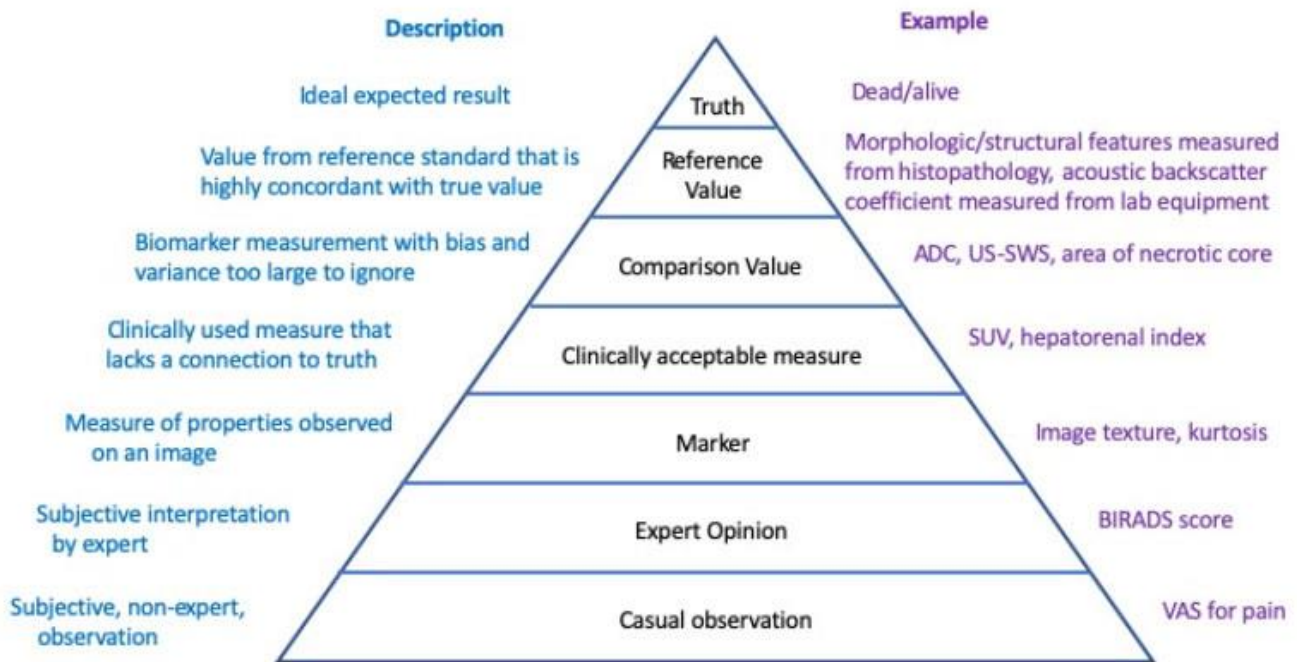 Description
Example
Ideal expected result
Truth
Dead/alive
Value from reference standard that is
highly concordant with true value
Reference
Value
Morphologic/structural features measured
from histopathology, acoustic backscatter
coefficient measured from lab equipment
Biomarker measurement with bias and
variance too large to ignore
Comparison Value
ADC, US-SWS, area of necrotic core
Clinically used measure that
lacks a connection to truth
Clinically acceptable measure
SUV, hepatorenal index
Measure of properties observed
on an image
Marker
Image texture, kurtosis
Subjective interpretation
by expert
Expert Opinion
BIRADS score
Subjective, non-expert,
observation
Casual observation
VAS for pain